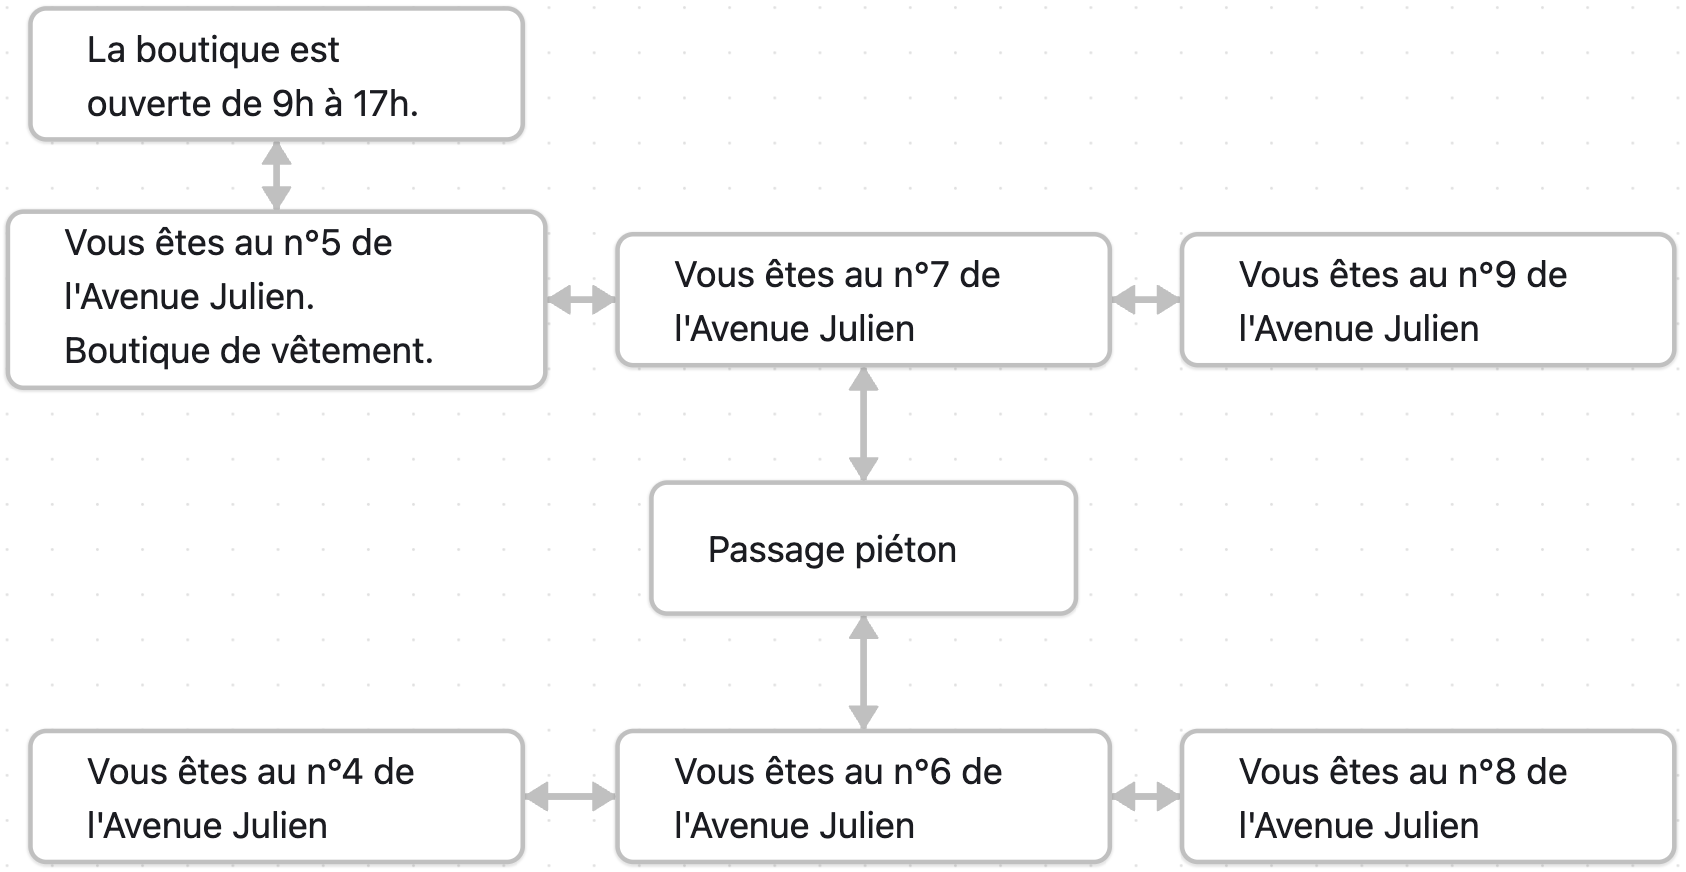 La boutique est
ouverte de 9h à 17h.
Vous êtes au n°5 de
l'Avenue Julien.
Boutique de vêtement.
Vous êtes au n°7 de
l'Avenue Julien
Vous êtes au n°9 de
l'Avenue Julien
Passage piéton
Vous êtes au n°4 de
l'Avenue Julien
Vous êtes au n°6 de
l'Avenue Julien
Vous êtes au n°8 de
l'Avenue Julien